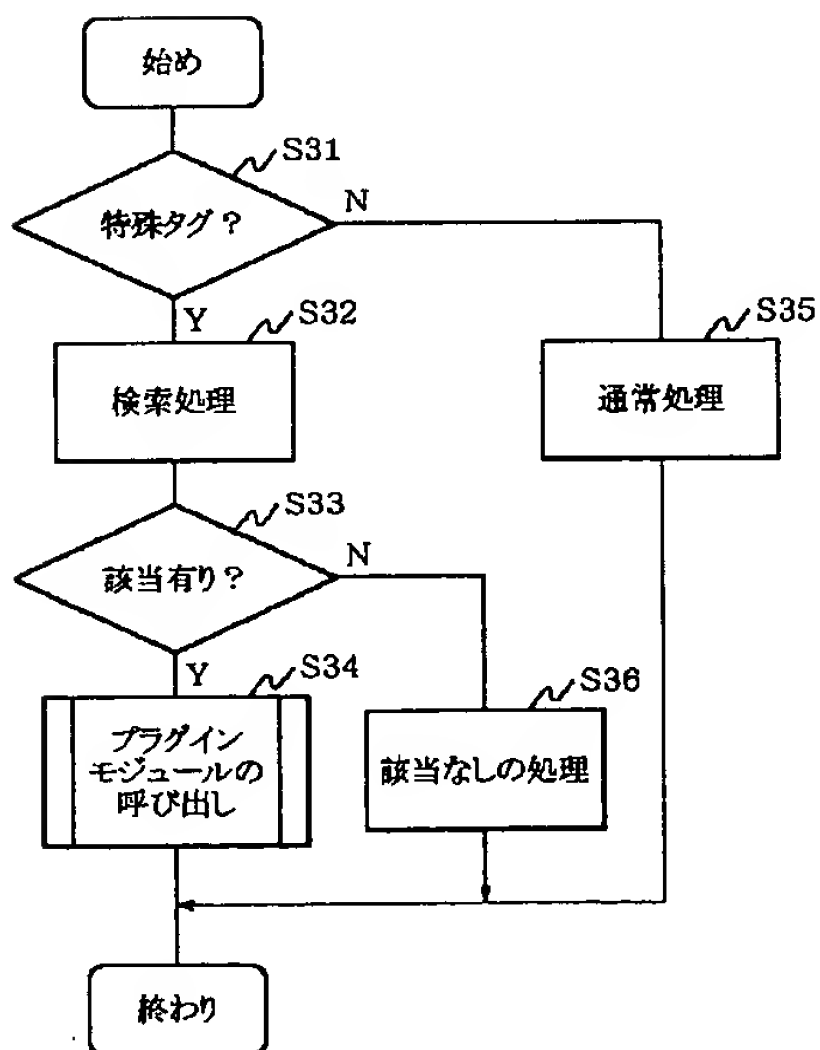 始め
S31
特殊タグ?
N
Y
S32
検索処理
S35
通常処理
S33
該当有り?
N
Y
S34
プラグイン
モジュールの
呼び出し
S36
該当なしの処理
終わり